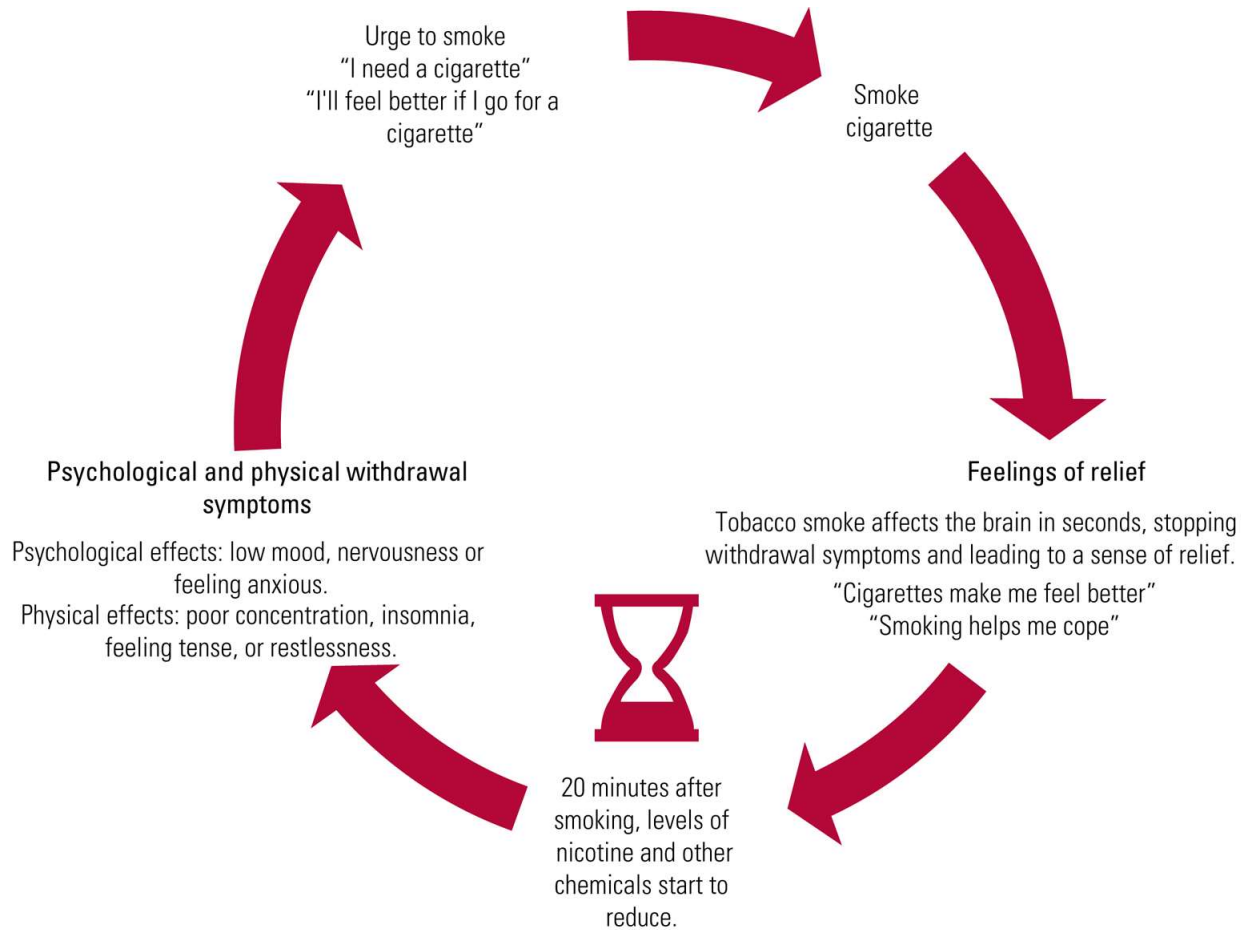 Urge to smoke
“I need a cigarette”
“I'll feel better if I go for a
cigarette”
Smoke
cigarette
Feelings of relief
Tobacco smoke affects the brain in seconds, stopping
withdrawal symptoms and leading to a sense of relief.
“Cigarettes make me feel better”
“Smoking helps me cope”
20 minutes after
smoking, levels of
nicotine and other
chemicals start to
reduce.
Psychological and physical withdrawal
symptoms
Psychological effects: low mood, nervousness or
feeling anxious.
Physical effects: poor concentration, insomnia,
feeling tense, or restlessness.